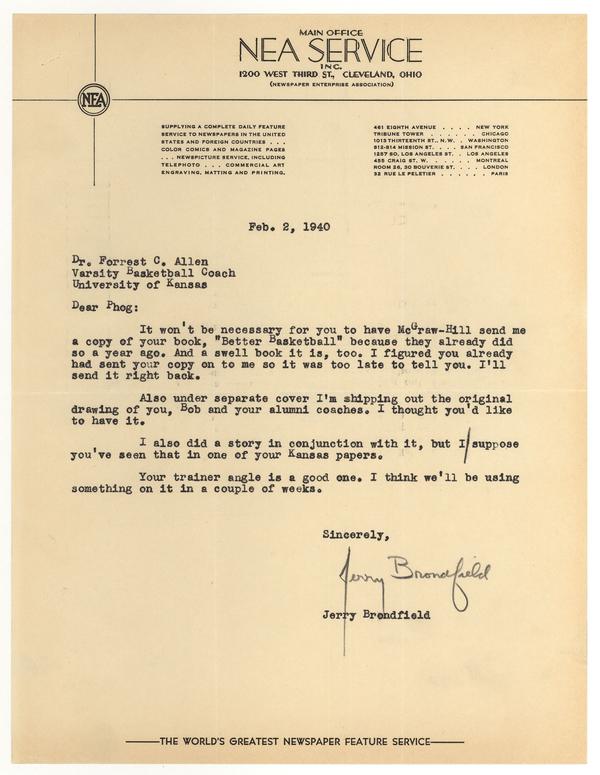 MAIN OFFICE
NEA SERVICE
INC.
1200 WEST THIRD ST., CLEVELAND, OHIO
(NEWSPAPER ENTERPRISE ASSOCIATION)
NEA
SUPPLYING A COMPLETE DAILY FEATURE
SERVICE TO NEWSPAPERS IN THE UNITED
STATES AND FOREIGN COUNTRIES . . .
COLOR COMICS AND MAGAZINE PAGES
. . . NEWSPICTURE SERVICE, INCLUDING
TELEPHOTO . . . . COMMERCIAL ART
ENGRAVING, MATTING AND PRINTING.
461 EIGHTH AVENUE . . . . NEW YORK
TRIBUNE TOWER . . . . . . CHICAGO
1013 THIRTEENTH ST., N.W. . WASHINGTON
812-814 MISSION ST. . . . SAN FRANCISCO
1257 SO. LOS ANGELES ST. . LOS ANGELES
455 CRAIG ST. W. . . . . . MONTREAL
ROOM 26, 30 BOUVERIE ST. . . . LONDON
32 RUE LE PELETIER . . . . . . PARIS
Feb. 2, 1940
Dr. Forrest C. Allen
Varsity Basketball Coach
University of Kansas
Dear Phog:
It won't be necessary for you to have McGraw-Hill send me
a copy of your book, "Better Basketball" because they already did
so a year ago. And a swell book it is, too. I figured you already
had sent your copy on to me so it was too late to tell you. I'll
send it right back.
Also under separate cover I'm shipping out the original
drawing of you, Bob and your alumni coaches. I thought you'd like
to have it.
I also did a story in conjunction with it, but I/suppose
you've seen that in one of your Kansas papers.
Your trainer angle is a good one. I think we'll be using
something on it in a couple of weeks.
Sincerely,
Jerry Brondfield
Jerry Brondfield
THE WORLD'S GREATEST NEWSPAPER FEATURE SERVICE